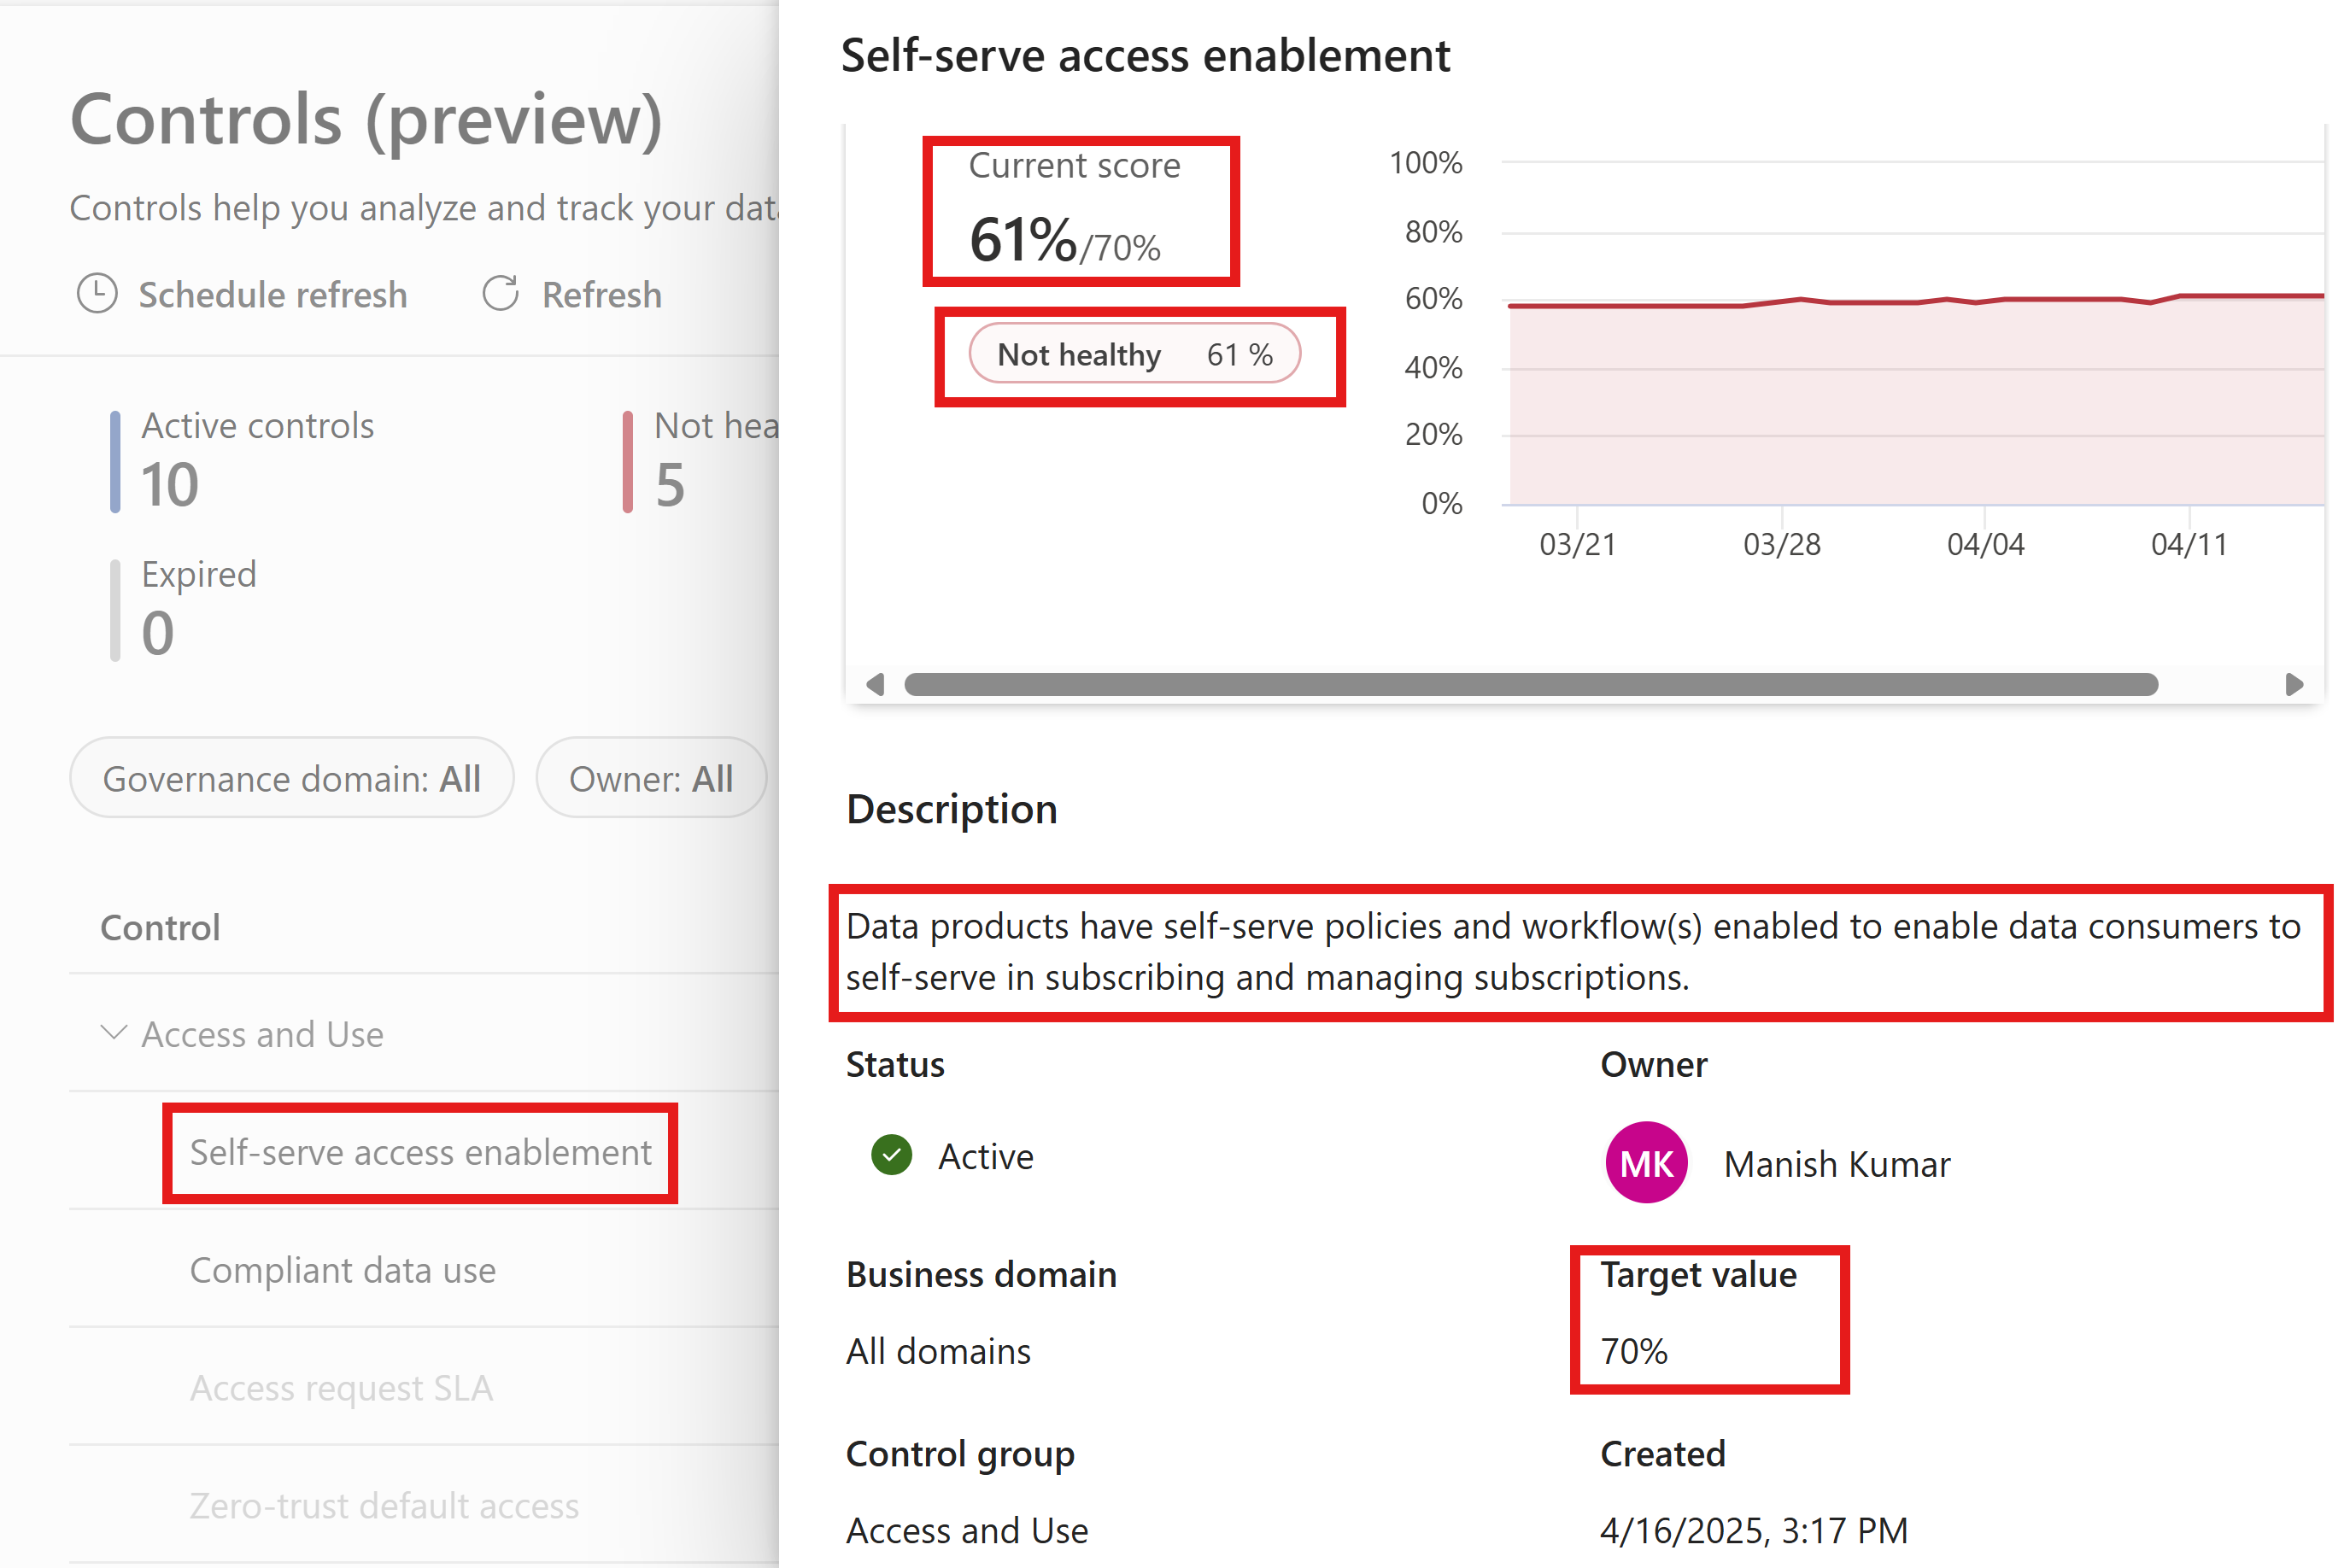 Controls (preview)
Controls help you analyze and track your data
Schedule refresh
Refresh
Active controls
10
Not hea
5
Expired
0
Governance domain: All
Owner: All
Control
Access and Use
Self-serve access enablement
Compliant data use
Access request SLA
Zero-trust default access
Self-serve access enablement
Current score
61%/70%
Not healthy 61 %
100%
80%
60%
40%
20%
0%
03/21 03/28 04/04 04/11
Description
Data products have self-serve policies and workflow(s) enabled to enable data consumers to
self-serve in subscribing and managing subscriptions.
Status
Active
Owner
MK Manish Kumar
Business domain
All domains
Target value
70%
Control group
Access and Use
Created
4/16/2025, 3:17 PM